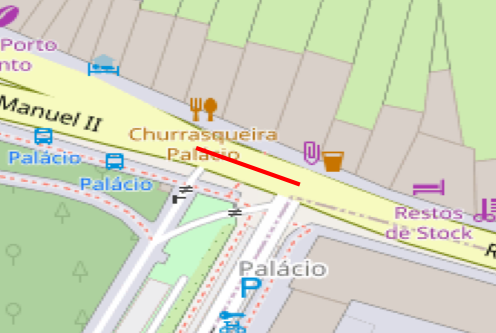 Porto
nto
Manuel II
Churrasqueira
Palácio
Palácio
Palácio
Restos
de Stock
R
Palácio
P